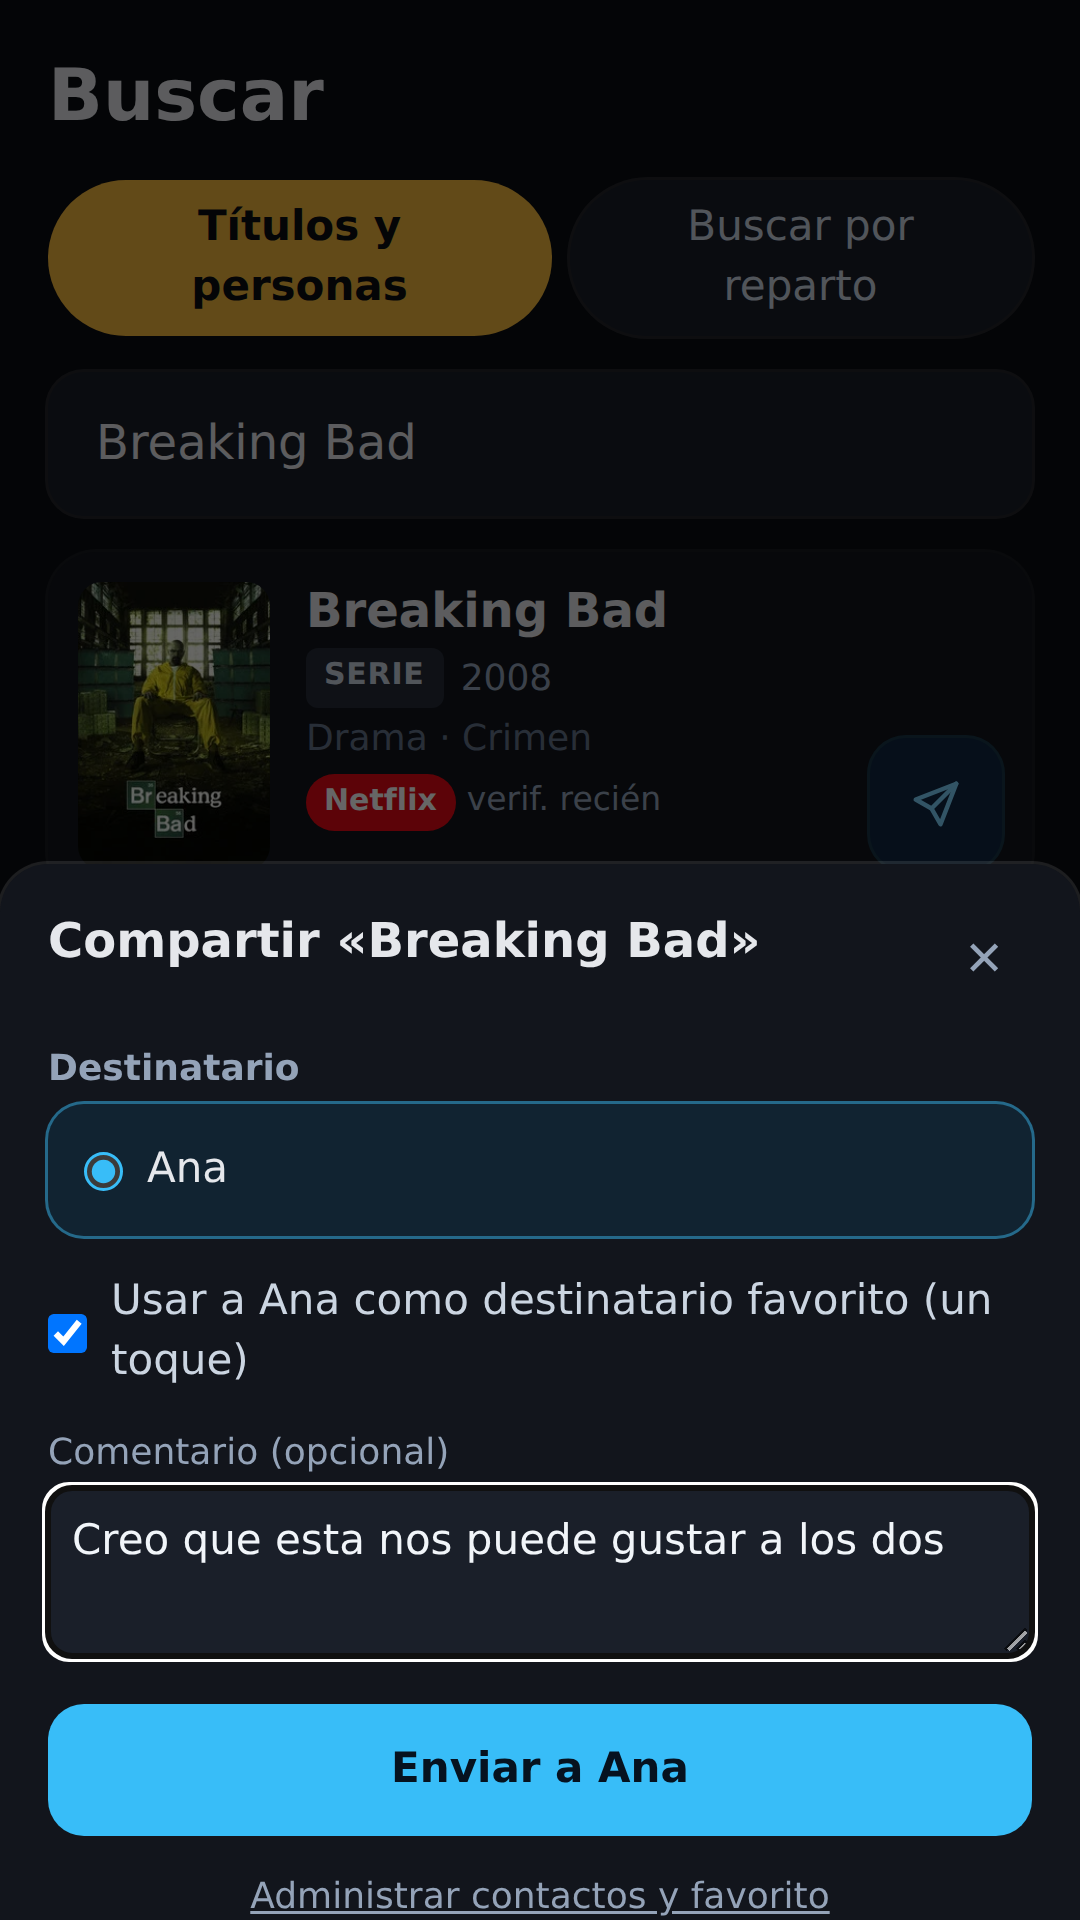 Buscar
Títulos y
personas
Buscar por
reparto
Breaking Bad
Breaking Bad
SERIE 2008
Drama · Crimen
Netflix verif. recién
Breaking
Bad
Compartir «Breaking Bad»
Destinatario
Ana
Usar a Ana como destinatario favorito (un
toque)
Comentario (opcional)
Creo que esta nos puede gustar a los dos
Enviar a Ana
Administrar contactos y favorito